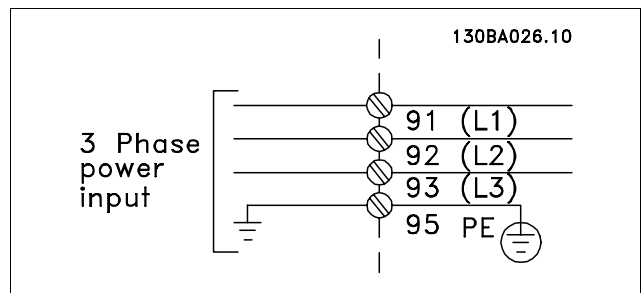 130BA026.10
3 Phase
power
input
91 (L1)
92 (L2)
93 (L3)
95 PE